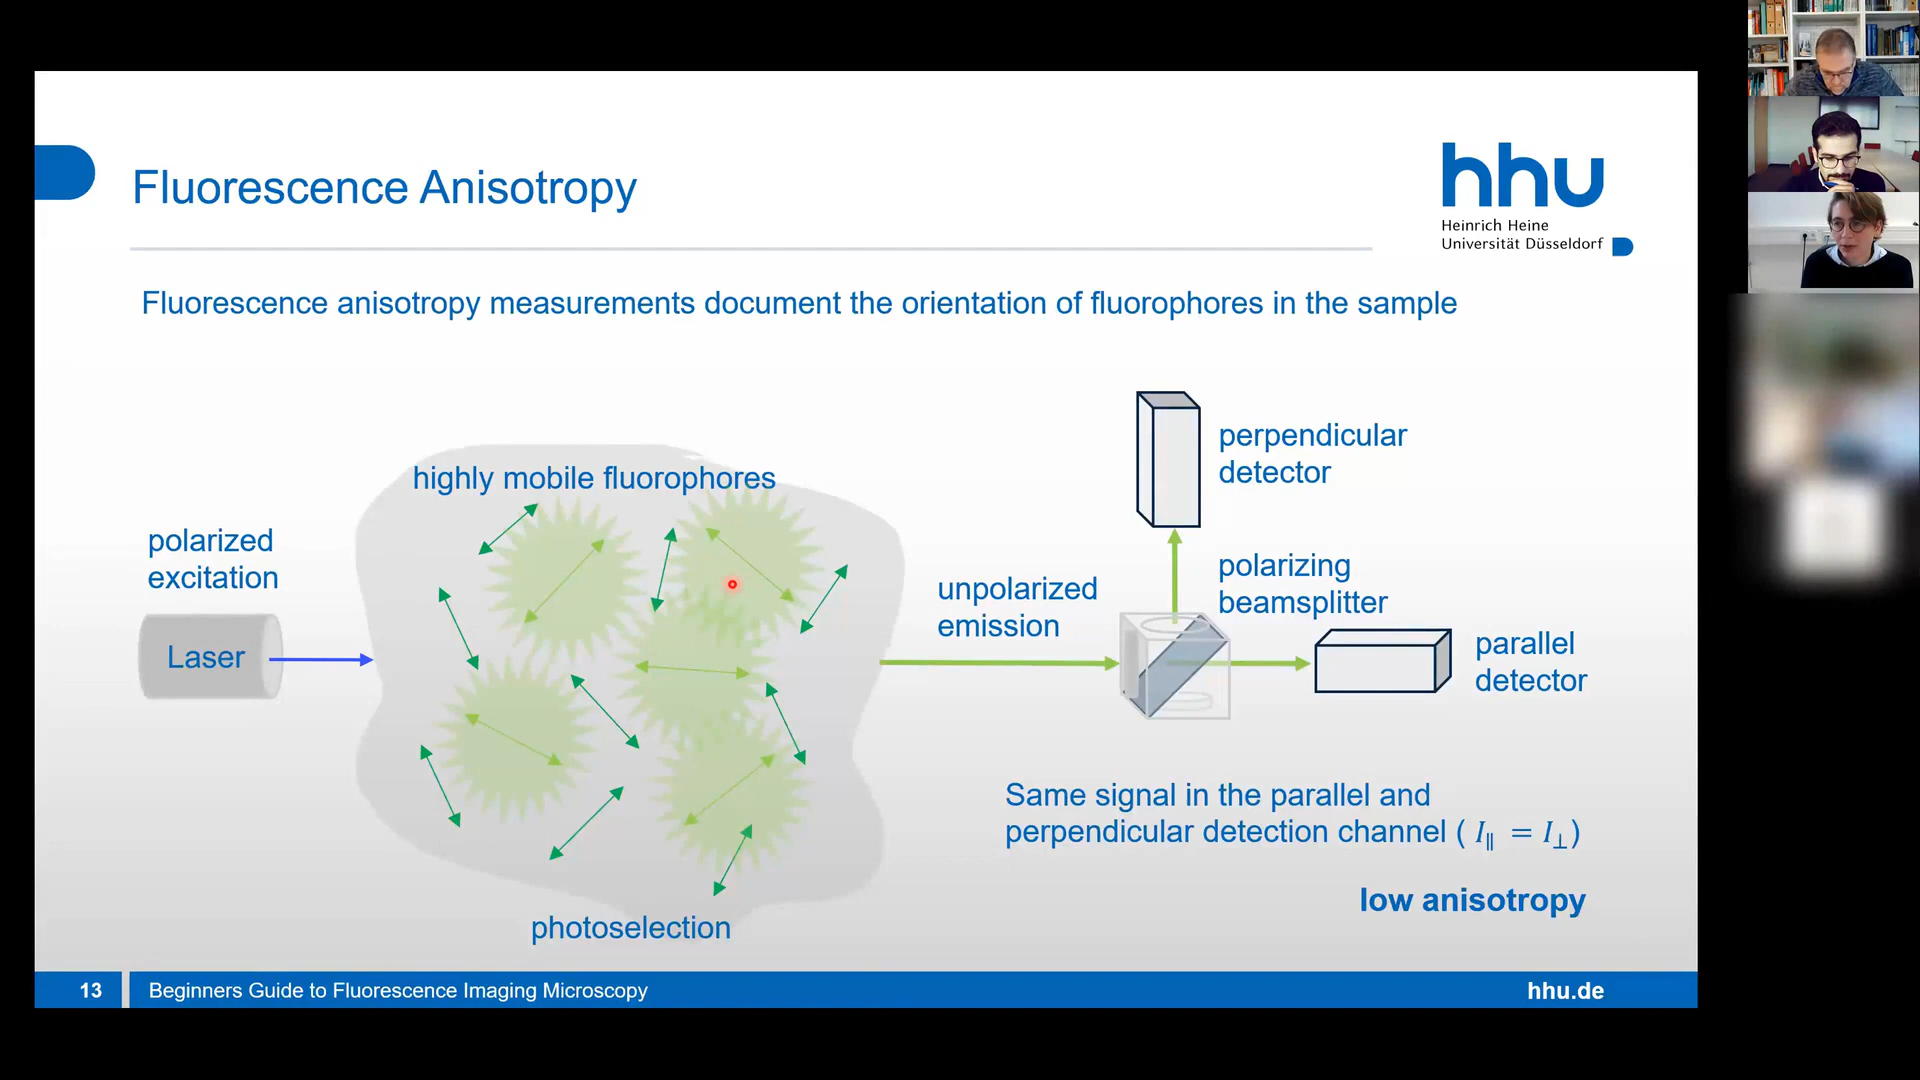 Fluorescence Anisotropy
hhu
Heinrich Heine
Universität Düsseldorf
Fluorescence anisotropy measurements document the orientation of fluorophores in the sample
highly mobile fluorophores
polarized
excitation
Laser
photoselection
unpolarized
emission
perpendicular
detector
polarizing
beamsplitter
parallel
detector
Same signal in the parallel and
perpendicular detection channel ( I∥ = I⊥)
low anisotropy
13
Beginners Guide to Fluorescence Imaging Microscopy
hhu.de